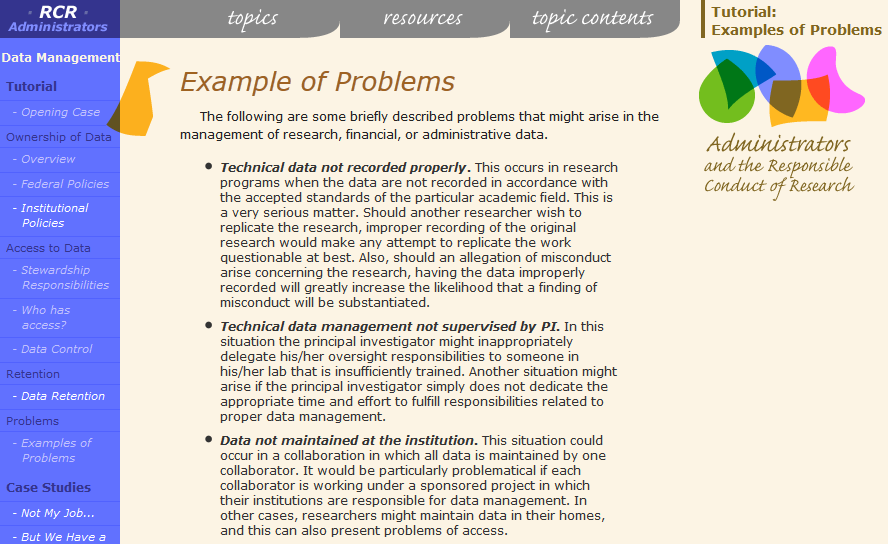 RCR
Administrators
topics
resources
topic contents
Tutorial:
Examples of Problems
Data Management
Tutorial
- Opening Case
Ownership of Data
- Overview
- Federal Policies
- Institutional
Policies
Access to Data
- Stewardship
Responsibilities
- Who has
access?
- Data Control
Retention
- Data Retention
Problems
- Examples of
Problems
Case Studies
- Not My Job...
- But We Have a
Example of Problems
The following are some briefly described problems that might arise in the
management of research, financial, or administrative data.
• Technical data not recorded properly. This occurs in research
programs when the data are not recorded in accordance with
the accepted standards of the particular academic field. This is
a very serious matter. Should another researcher wish to
replicate the research, improper recording of the original
research would make any attempt to replicate the work
questionable at best. Also, should an allegation of misconduct
arise concerning the research, having the data improperly
recorded will greatly increase the likelihood that a finding of
misconduct will be substantiated.
• Technical data management not supervised by PI. In this
situation the principal investigator might inappropriately
delegate his/her oversight responsibilities to someone in
his/her lab that is insufficiently trained. Another situation might
arise if the principal investigator simply does not dedicate the
appropriate time and effort to fulfill responsibilities related to
proper data management.
• Data not maintained at the institution. This situation could
occur in a collaboration in which all data is maintained by one
collaborator. It would be particularly problematical if each
collaborator is working under a sponsored project in which
their institutions are responsible for data management. In
other cases, researchers might maintain data in their homes,
and this can also present problems of access.
Administrators
and the Responsible
Conduct of Research